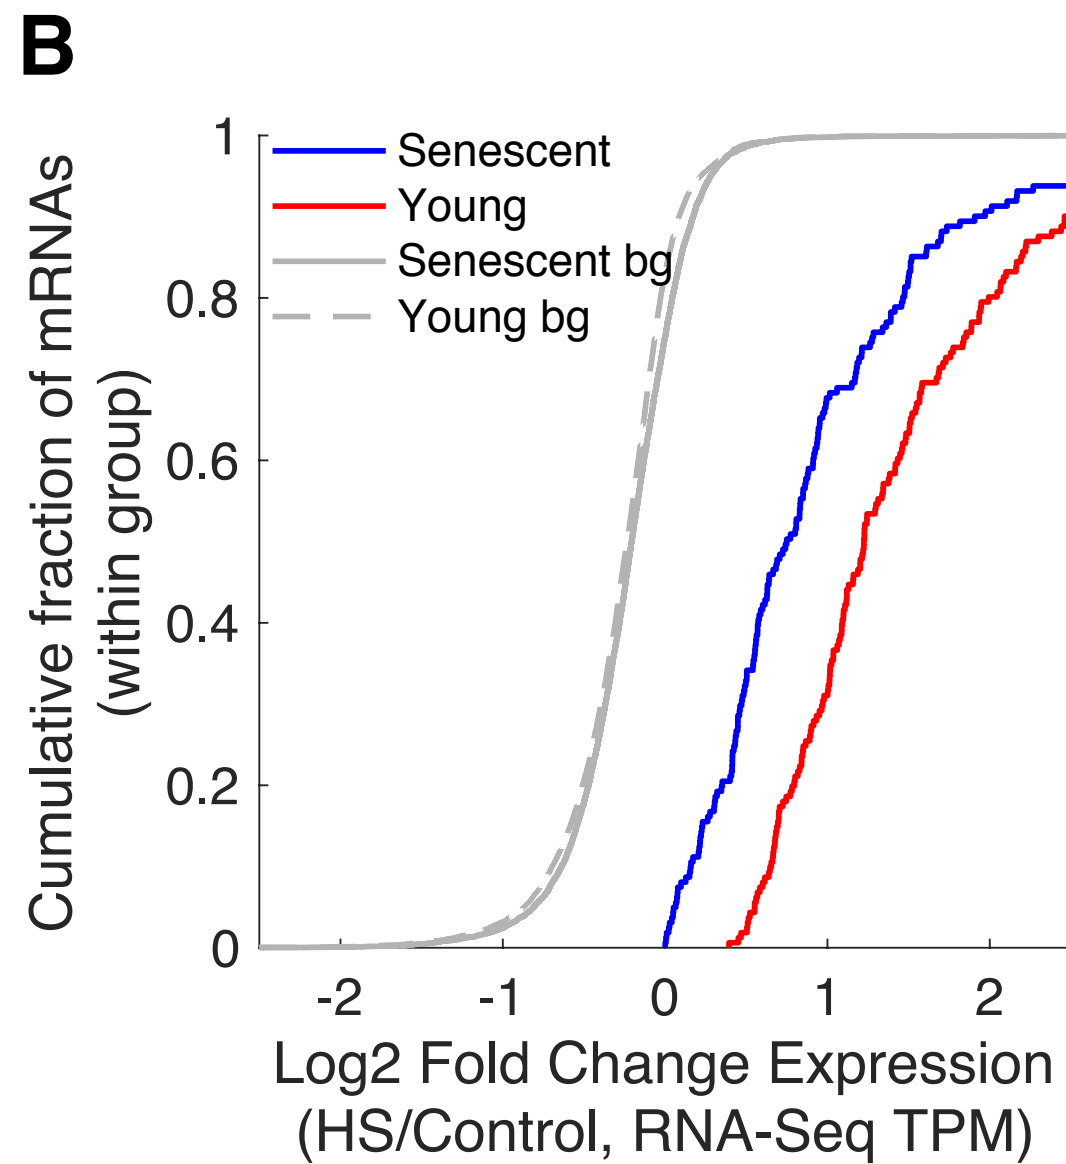 B
Cumulative fraction of mRNAs
(within group)
1
0.8
0.6
0.4
0.2
0
Senescent
Young
Senescent bg
Young bg
-2
-1
0
1
2
Log2 Fold Change Expression
(HS/Control, RNA-Seq TPM)